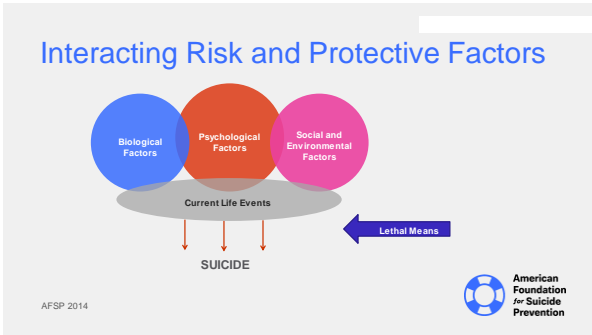 Interacting Risk and Protective Factors
Biological
Factors
Psychological
Factors
Social and
Environmental
Factors
Current Life Events
Lethal Means
SUICIDE
AFSP 2014
American
Foundation
for Suicide
Prevention